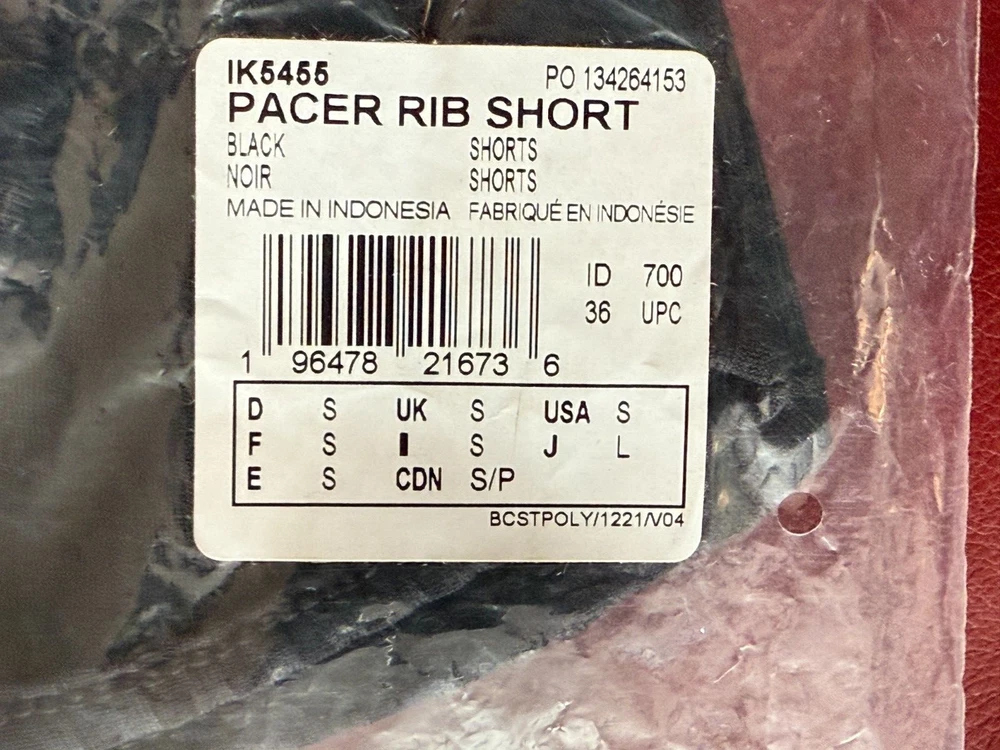 IK5455 PO 134264153
PACER RIB SHORT
BLACK SHORTS
NOIR SHORTS
MADE IN INDONESIA FABRIQUÉ EN INDONÉSIE
ID 700
36 UPC
1 96478 21673 6
D S UK S USA S
F S I S J L
E S CDN S/P
BCSTPOLY/1221/V04